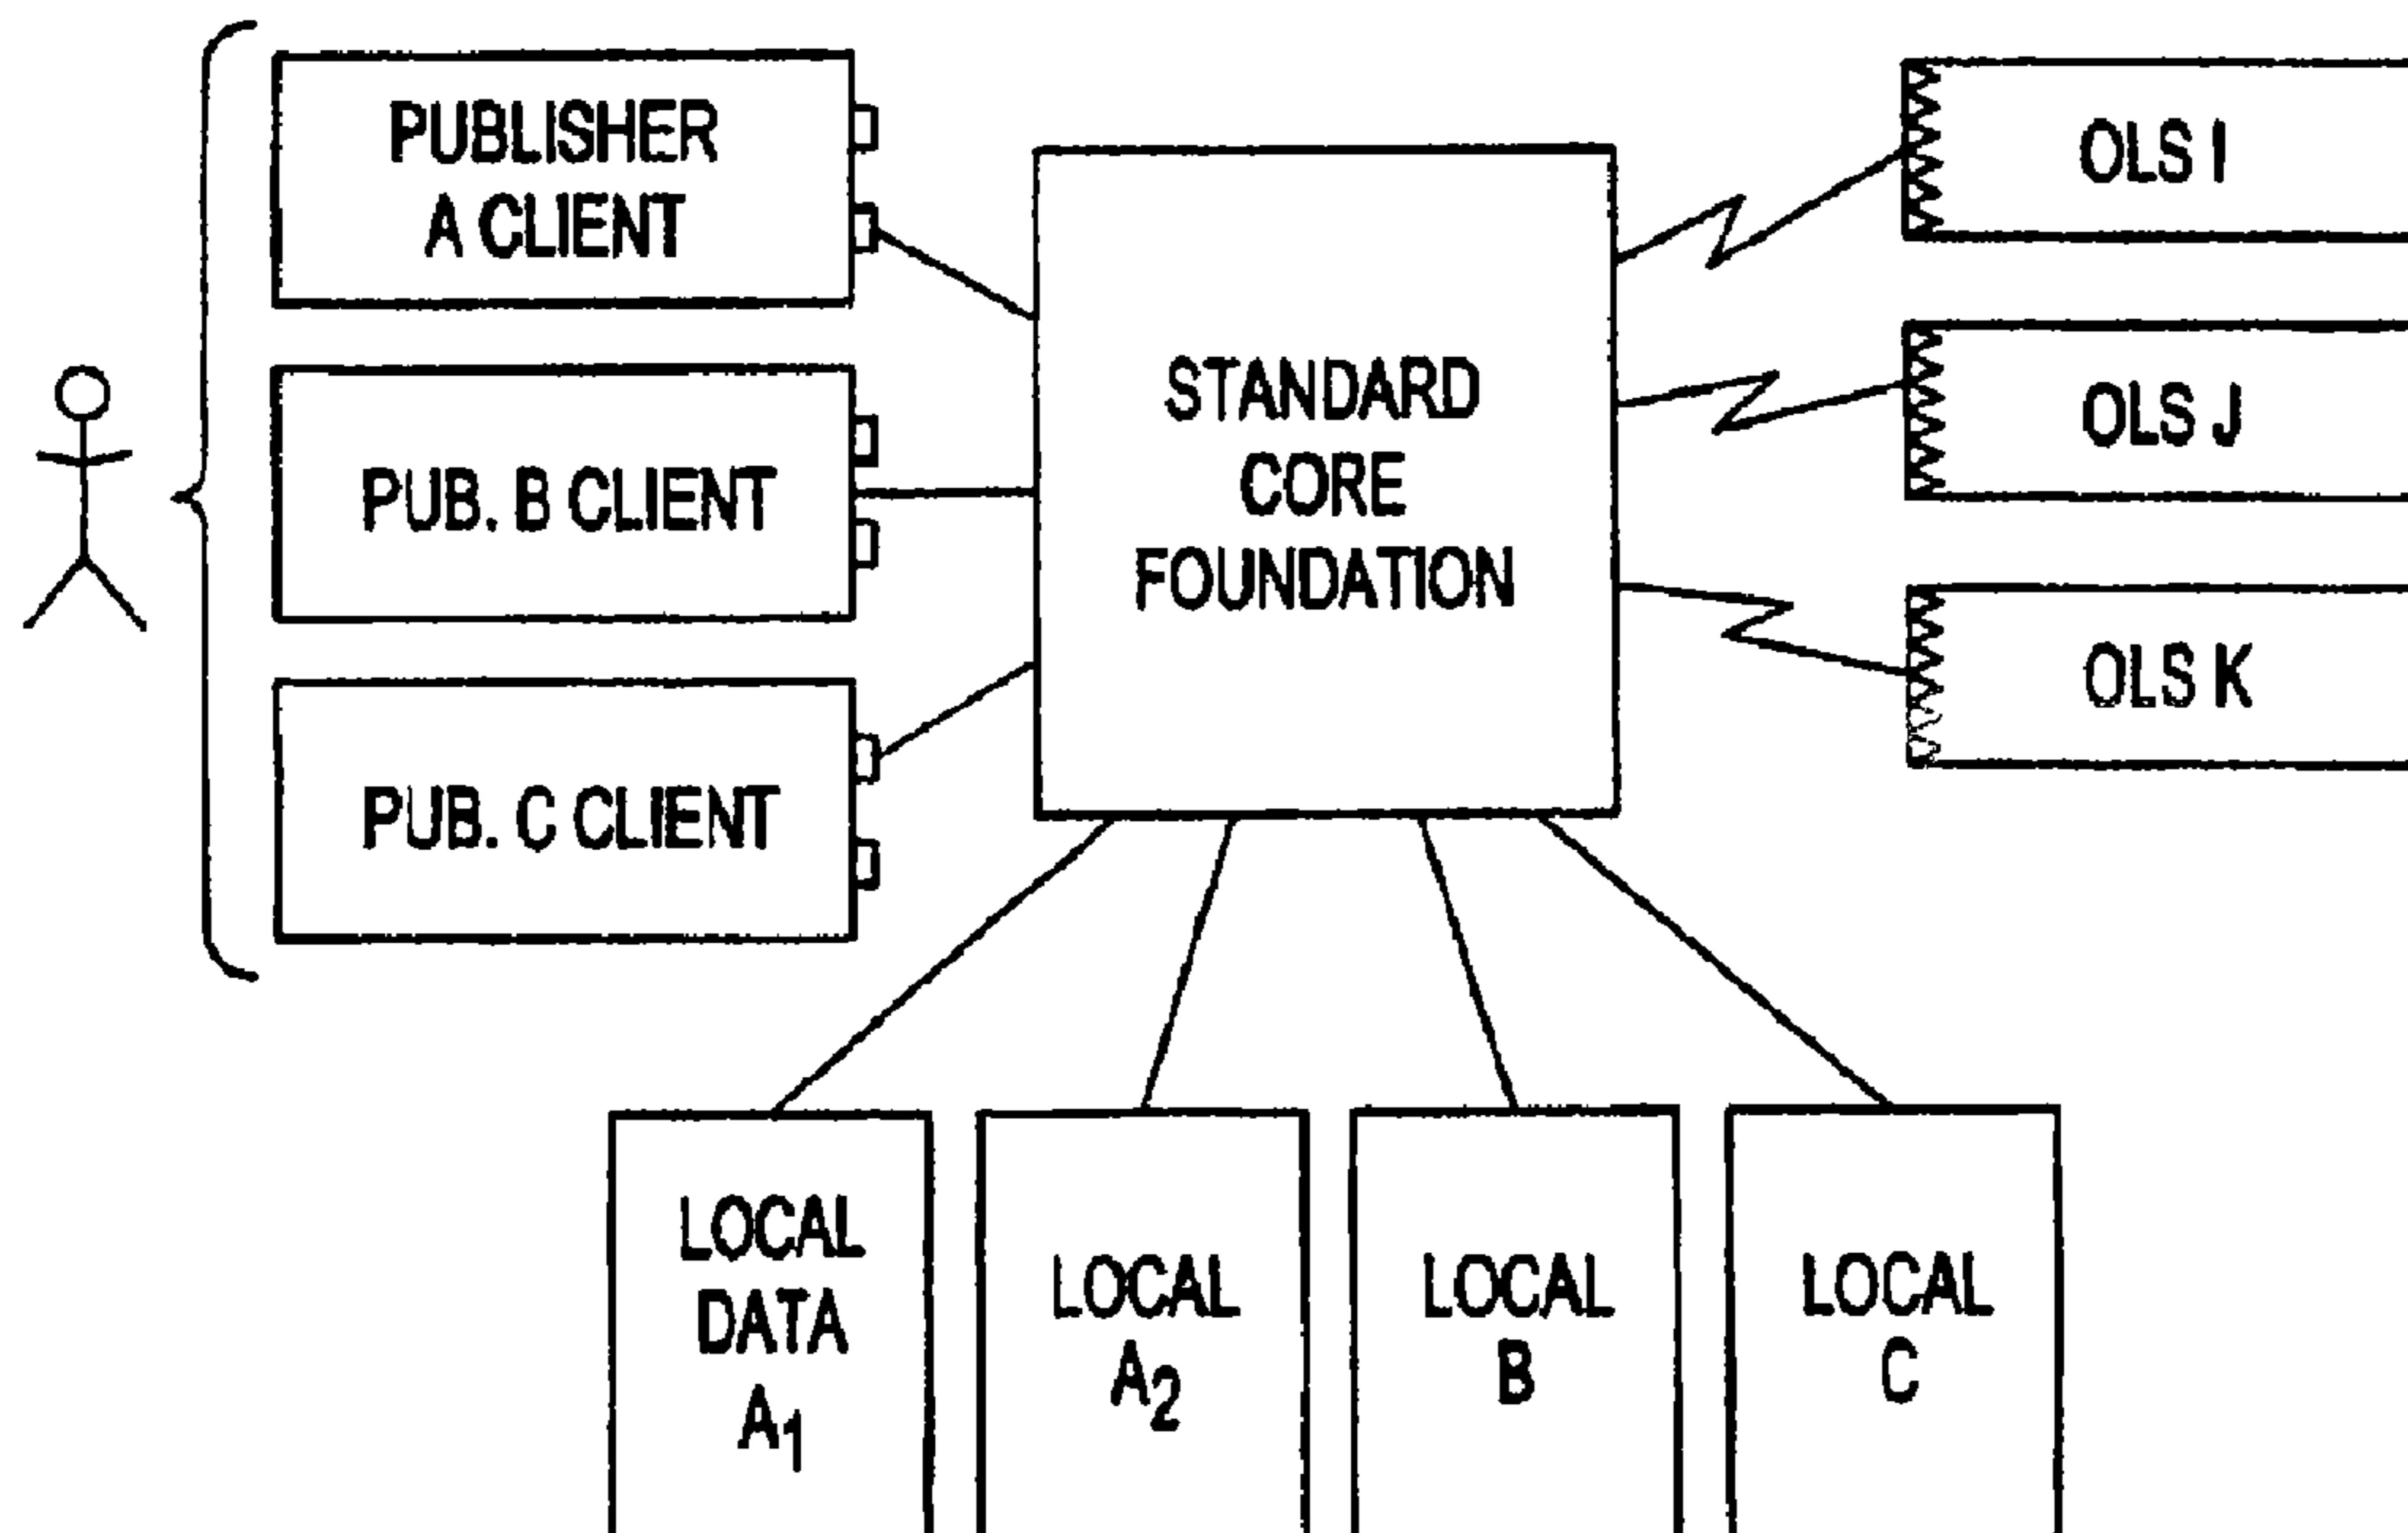 PUBLISHER
A CLIENT
PUB. B CLIENT
PUB. C CLIENT
STANDARD
CORE
FOUNDATION
OLS I
OLS J
OLS K
LOCAL
DATA
A1
LOCAL
A2
LOCAL
B
LOCAL
C